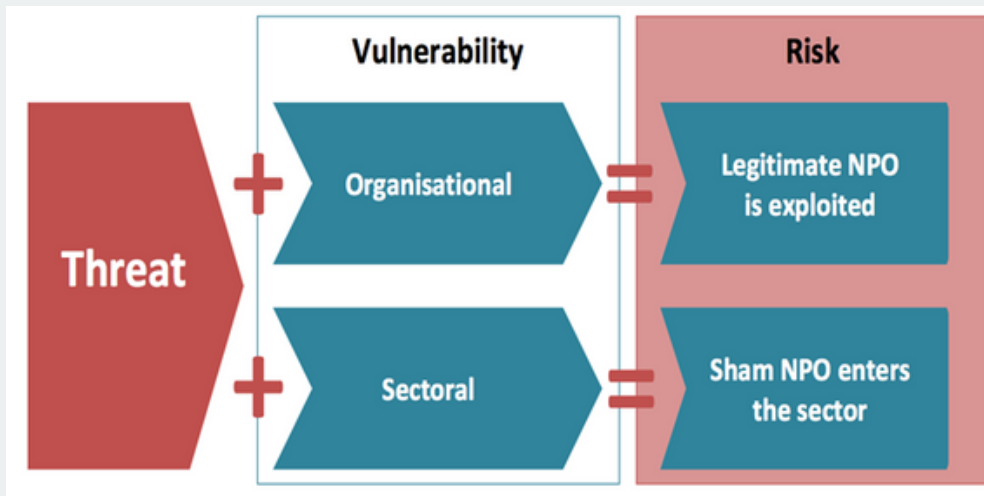 Vulnerability
Risk
Threat
Organisational
Legitimate NPO
is exploited
Sectoral
Sham NPO enters
the sector